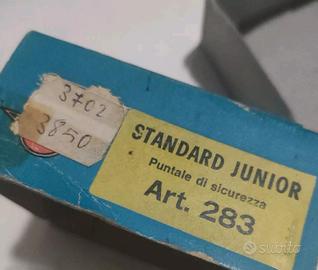 3702
3850
STANDARD JUNIOR
Puntale di sicurezza
Art. 283
subito